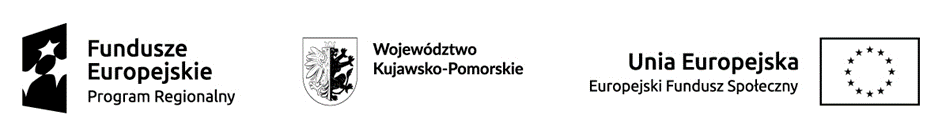 Fundusze
Europejskie
Program Regionalny
Województwo
Kujawsko-Pomorskie
Unia Europejska
Europejski Fundusz Społeczny